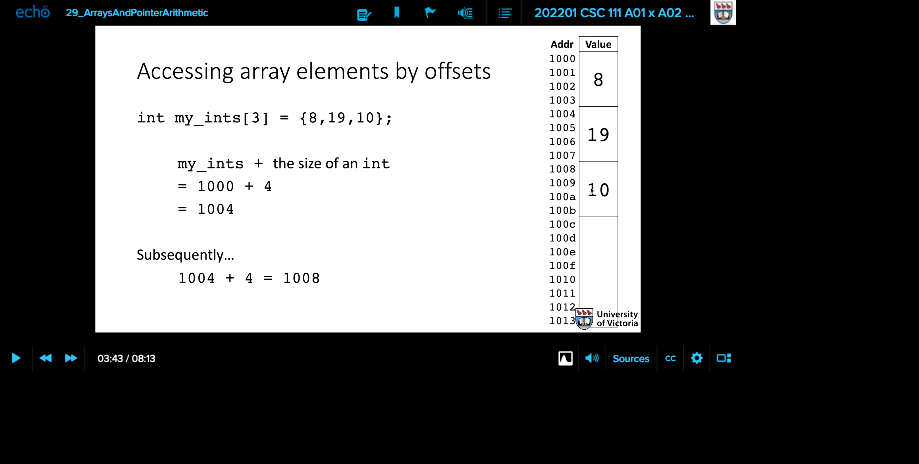 echo 29_ArraysAndPointerArithmetic 202201 CSC 111 A01 x A02 ...
Accessing array elements by offsets
int my_ints[3] = {8,19,10};
my_ints + the size of an int
= 1000 + 4
= 1004
Subsequently...
1004 + 4 = 1008
Addr Value
1000
1001
1002
1003
8
1004
1005
1006
1007
19
1008
1009
100a
100b
10
100c
100d
100e
100f
1010
1011
1012
1013
University
of Victoria
03:43 / 08:13 Sources CC